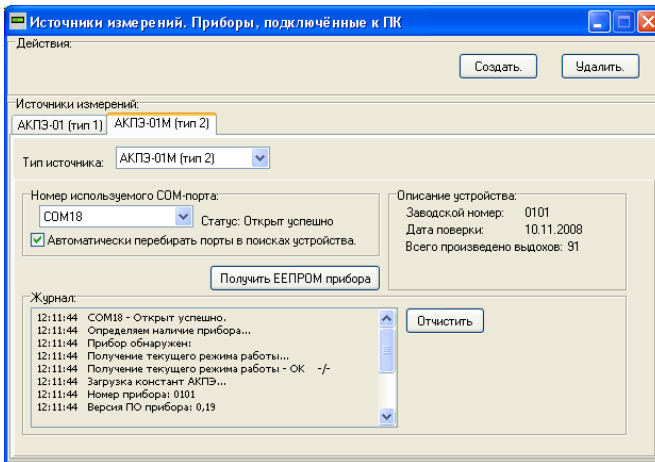 Источники измерений. Приборы, подключённые к ПК
Действия:
Создать.
Удалить.
Источники измерений:
АКПЭ-01 (тип 1)
АКПЭ-01М (тип 2)
Тип источника:
АКПЭ-01М (тип 2)
Номер используемого COM-порта:
COM18
Статус: Открыт успешно
Автоматически перебирать порты в поисках устройства.
Описание устройства:
Заводской номер: 0101
Дата поверки: 10.11.2008
Всего произведено выдохов: 91
Получить ЕЕПРОМ прибора
Журнал:
12:11:44 COM18 - Открыт успешно.
12:11:44 Определяем наличие прибора...
12:11:44 Прибор обнаружен:
12:11:44 Получение текущего режима работы...
12:11:44 Получение текущего режима работы - ОК -/-
12:11:44 Загрузка констант АКПЭ...
12:11:44 Номер прибора: 0101
12:11:44 Версия ПО прибора: 0,19
Отчистить